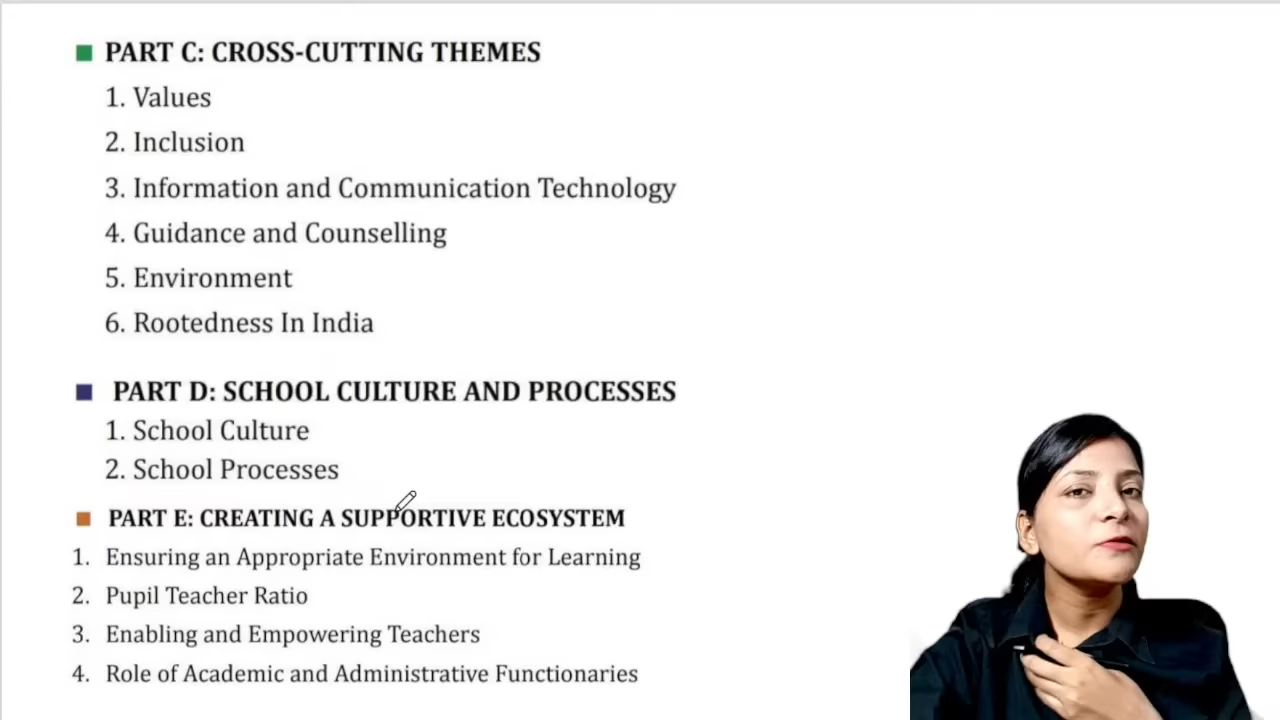 PART C: CROSS-CUTTING THEMES
1. Values
2. Inclusion
3. Information and Communication Technology
4. Guidance and Counselling
5. Environment
6. Rootedness In India
PART D: SCHOOL CULTURE AND PROCESSES
1. School Culture
2. School Processes
PART E: CREATING A SUPPORTIVE ECOSYSTEM
1. Ensuring an Appropriate Environment for Learning
2. Pupil Teacher Ratio
3. Enabling and Empowering Teachers
4. Role of Academic and Administrative Functionaries